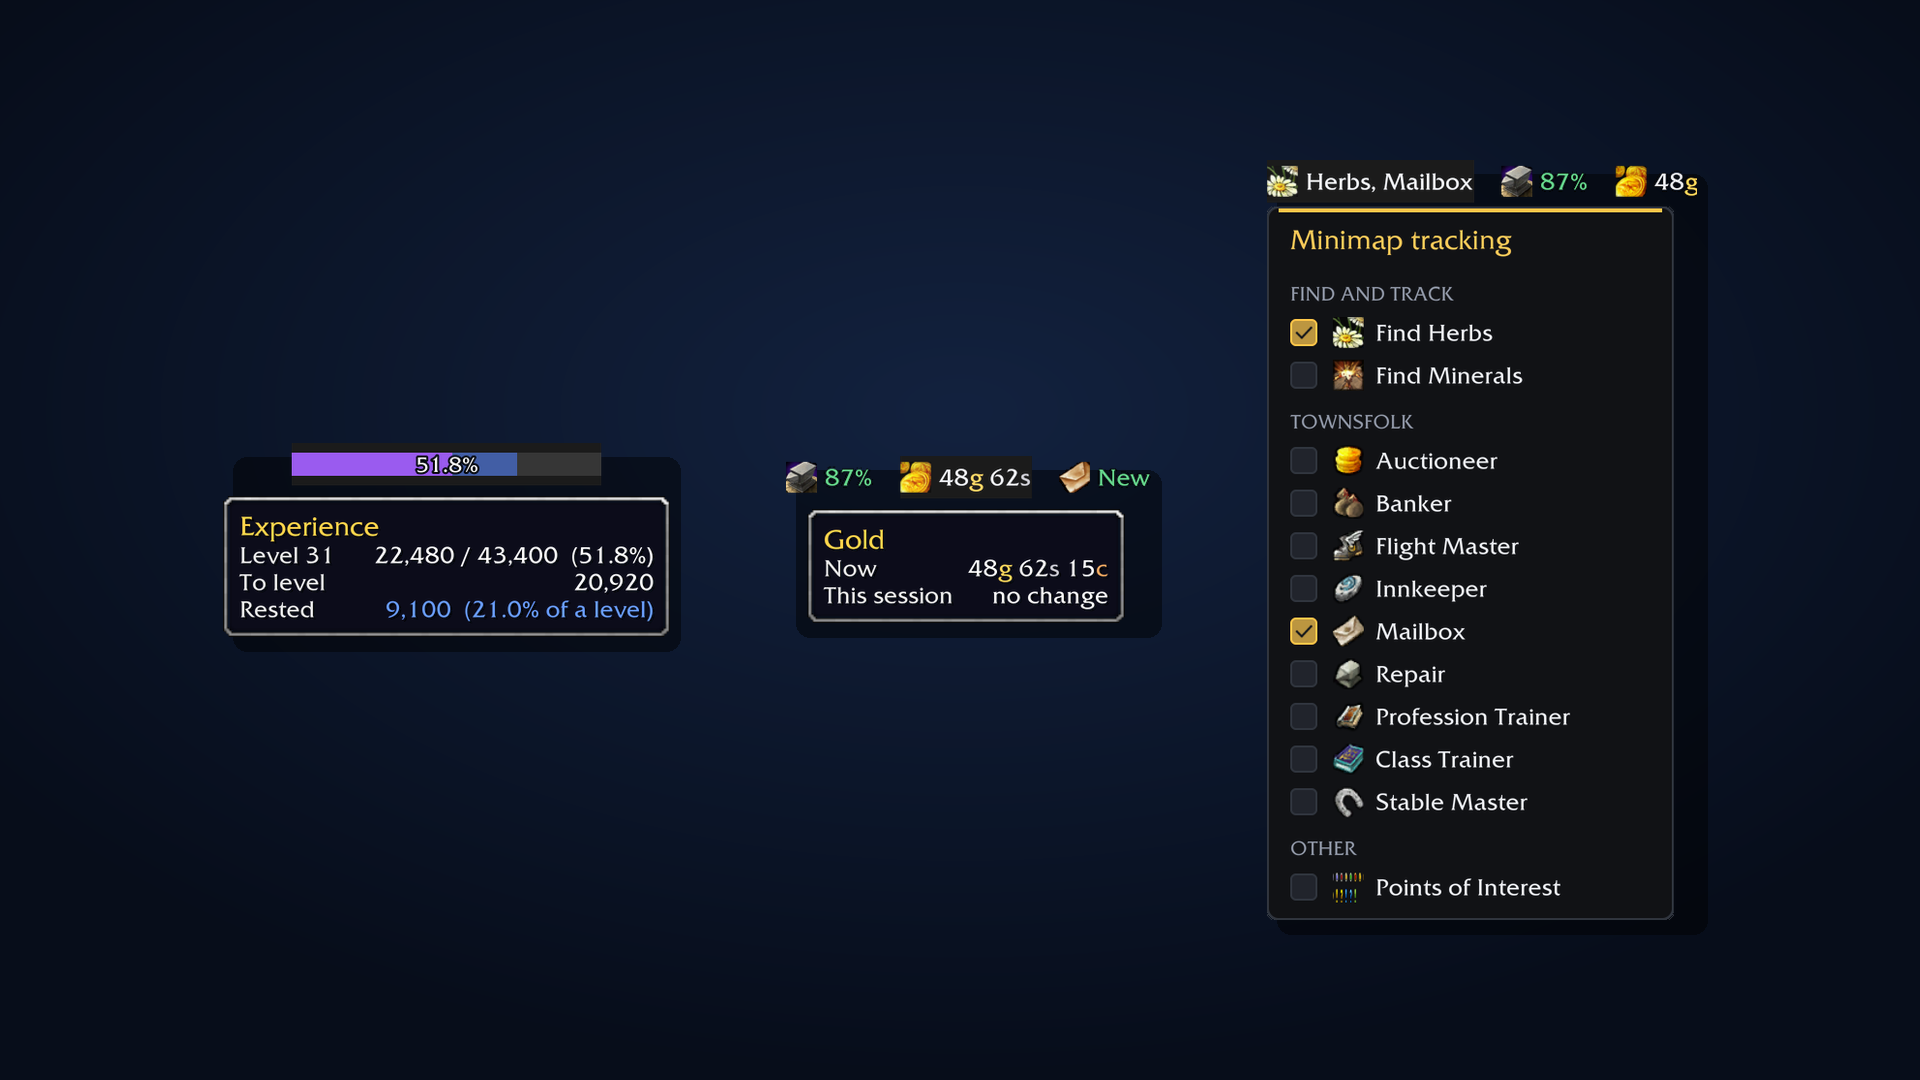 51.8%
Experience
Level 31 22,480 / 43,400 (51.8%)
To level 20,920
Rested 9,100 (21.0% of a level)
87% 48g 62s New
Gold
Now 48g 62s 15c
This session no change
Herbs, Mailbox 87% 48g
Minimap tracking
FIND AND TRACK
Find Herbs
Find Minerals
TOWNSFOLK
Auctioneer
Banker
Flight Master
Innkeeper
Mailbox
Repair
Profession Trainer
Class Trainer
Stable Master
OTHER
Points of Interest